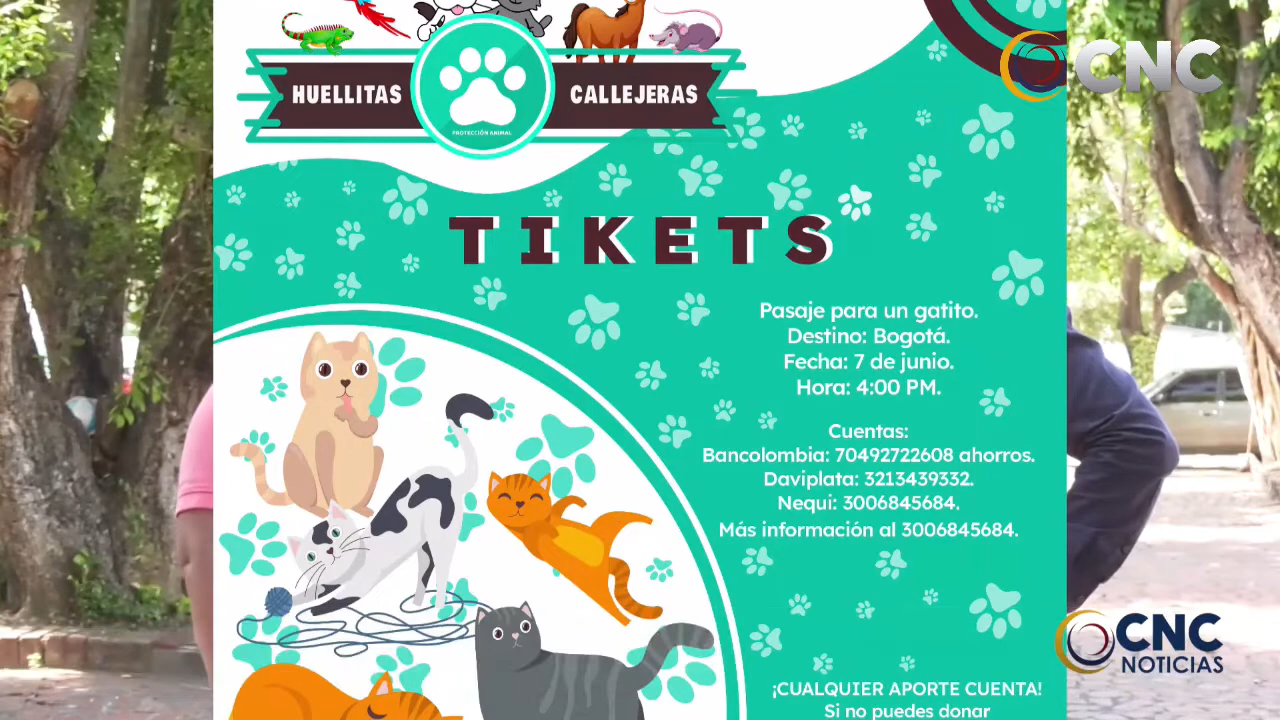 CNC
HUELLITAS CALLEJERAS
PROTECCIÓN ANIMAL
TIKETS
Pasaje para un gatito.
Destino: Bogotá.
Fecha: 7 de junio.
Hora: 4:00 PM.
Cuentas:
Bancolombia: 70492722608 ahorros.
Daviplata: 3213439332.
Nequi: 3006845684.
Más información al 3006845684.
¡CUALQUIER APORTE CUENTA!
Si no puedes donar
CNC
NOTICIAS